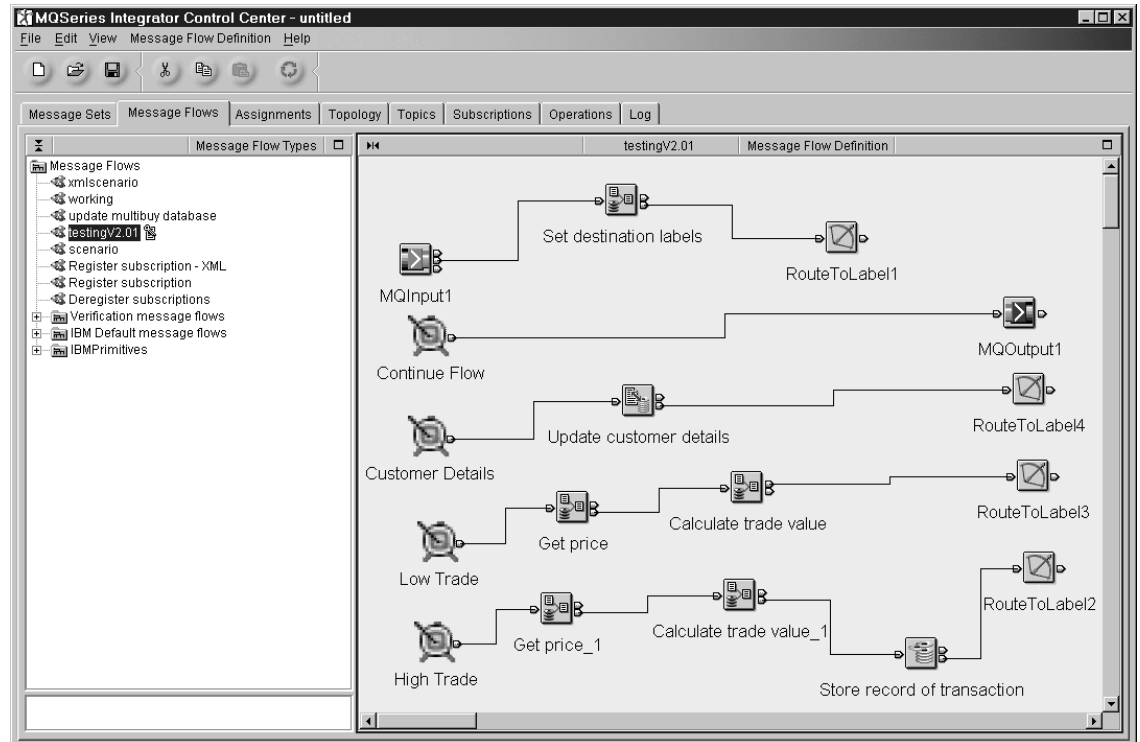 MQSeries Integrator Control Center - untitled
File Edit View Message Flow Definition Help
Message Sets Message Flows Assignments Topology Topics Subscriptions Operations Log
Message Flow Types
Message Flows
xmlscenario
working
update multibuy database
testingV2.01
scenario
Register subscription - XML
Register subscription
Deregister subscriptions
Verification message flows
IBM Default message flows
IBMPrimitives
testingV2.01 Message Flow Definition
Set destination labels
RouteToLabel1
MQInput1
MQOutput1
Continue Flow
RouteToLabel4
Update customer details
Customer Details
RouteToLabel3
Calculate trade value
Get price
Low Trade
RouteToLabel2
Calculate trade value_1
Get price_1
High Trade
Store record of transaction